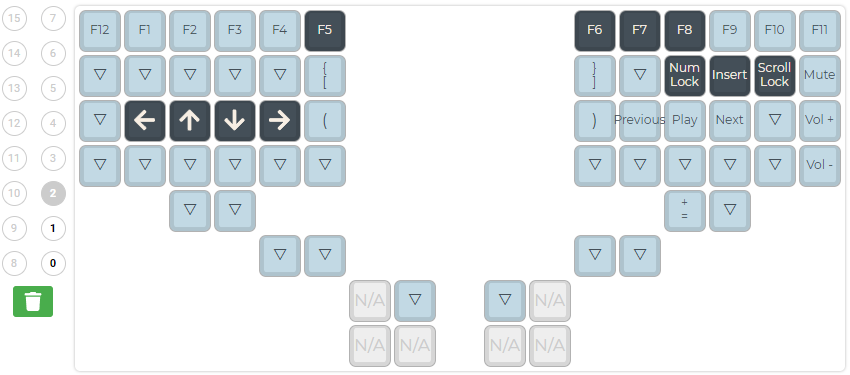 15 7 F12 F1 F2 F3 F4 F5 F6 F7 F8 F9 F10 F11
14 6
13 5 { [ } ] Num Lock Insert Scroll Lock Mute
12 4 ( ) Previous Play Next Vol +
11 3 Vol -
10 2
9 1 + =
8 0
N/A N/A
N/A N/A N/A N/A